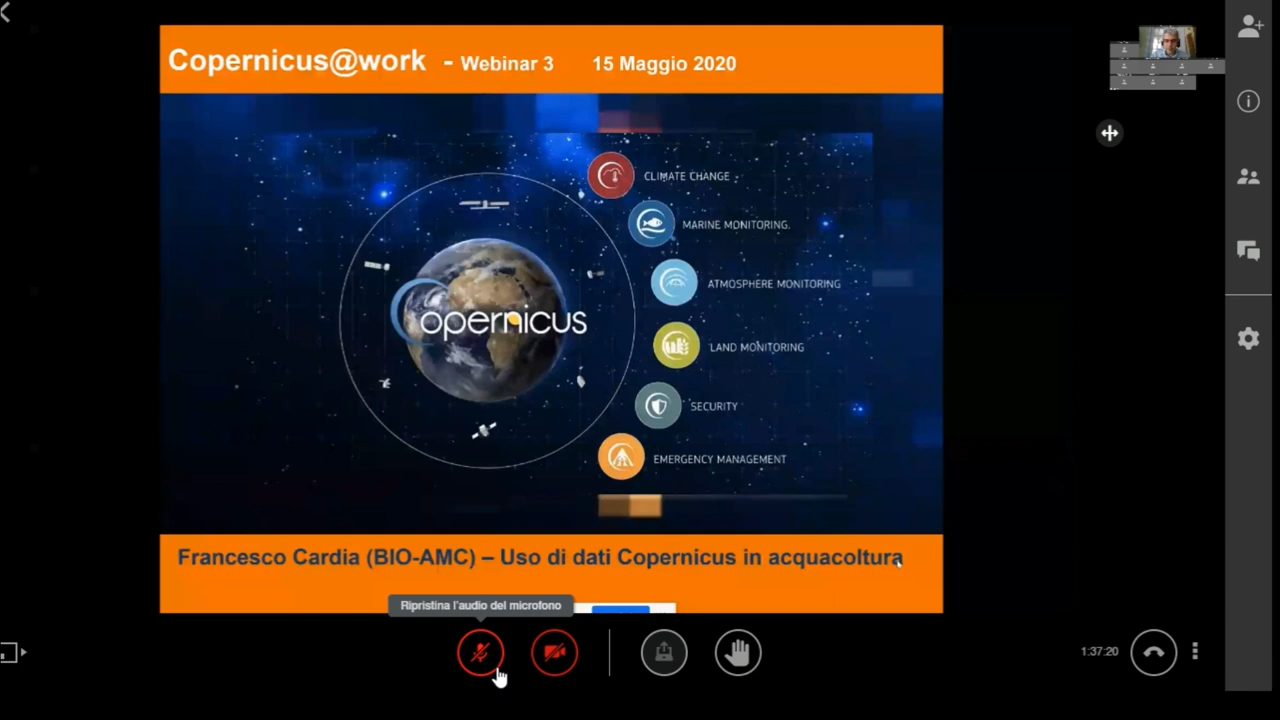 Copernicus@work - Webinar 3 15 Maggio 2020
CLIMATE CHANGE
MARINE MONITORING
ATMOSPHERE MONITORING
opernicus
LAND MONITORING
SECURITY
EMERGENCY MANAGEMENT
Francesco Cardia (BIO-AMC) – Uso di dati Copernicus in acquacoltura
Ripristina l'audio del microfono
1:37:20